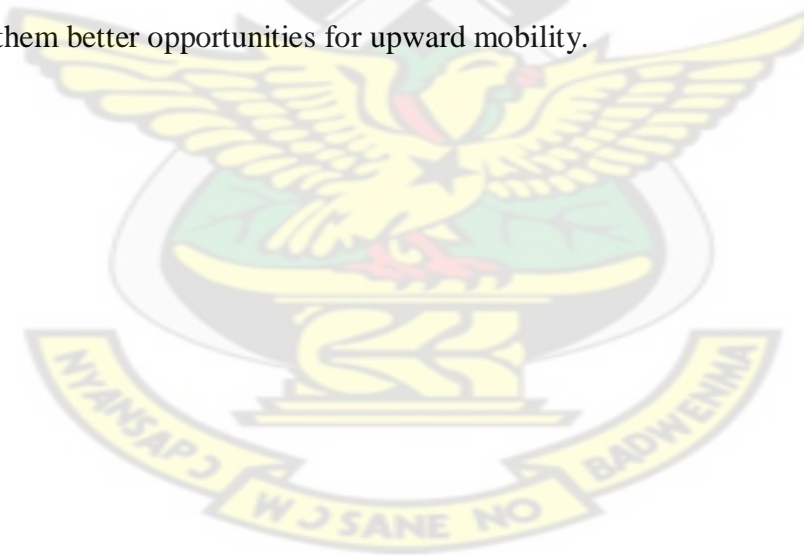 them better opportunities for upward mobility.
NYANSAPƆ WƆSANE NO BADWENMA